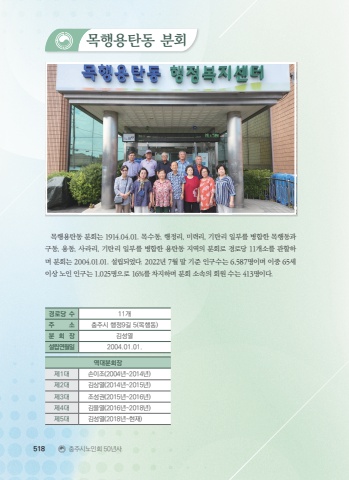 목행용탄동 분회
목행용탄동 행정복지센터
목행용탄동 분회는 1914.04.01. 목수동, 행정리, 미력리, 기만리 일부를 병합한 목행동과
구동, 용동, 사라리, 기만리 일부를 병합한 용탄동 지역의 분회로 경로당 11개소를 관할하
며 분회는 2004.01.01. 설립되었다. 2022년 7월 말 기준 인구수는 6,587명이며 이중 65세
이상 노인 인구는 1,025명으로 16%를 차지하며 분회 소속의 회원 수는 413명이다.
경로당 수 11개
주 소 충주시 행정9길 5(목행동)
분 회 장 김상열
설립연월일 2004.01.01.
역대분회장
제1대 손이조(2004년~2014년)
제2대 김상열(2014년~2015년)
제3대 조성권(2015년~2016년)
제4대 김왈열(2016년~2018년)
제5대 김상열(2018년~현재)
518 충주시노인회 50년사